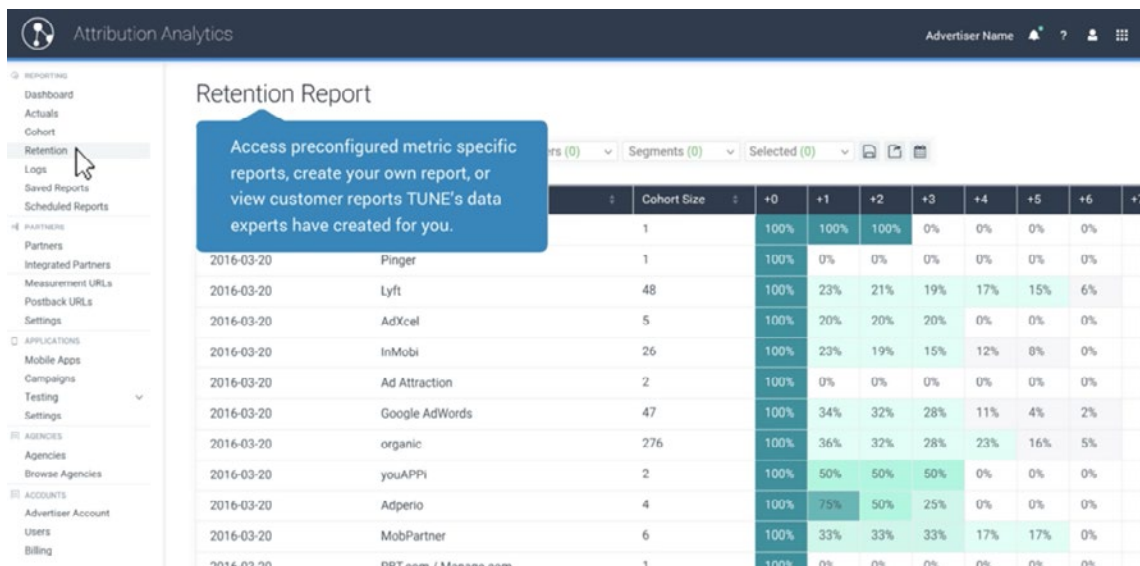 Attribution Analytics
Advertiser Name ?
REPORTING
Dashboard
Actuals
Cohort
Retention
Logs
Saved Reports
Scheduled Reports
PARTNERS
Partners
Integrated Partners
Measurement URLs
Postback URLs
Settings
APPLICATIONS
Mobile Apps
Campaigns
Testing
Settings
AGENCIES
Agencies
Browse Agencies
ACCOUNTS
Advertiser Account
Users
Billing
Retention Report
Access preconfigured metric specific
reports, create your own report, or
view customer reports TUNE's data
experts have created for you.
(0) Segments (0) Selected (0)
Cohort Size +0 +1 +2 +3 +4 +5 +6
1 100% 100% 100% 0% 0% 0% 0%
2016-03-20 Pinger 1 100% 0% 0% 0% 0% 0% 0%
2016-03-20 Lyft 48 100% 23% 21% 19% 17% 15% 6%
2016-03-20 AdXcel 5 100% 20% 20% 20% 0% 0% 0%
2016-03-20 InMobi 26 100% 23% 19% 15% 12% 8% 0%
2016-03-20 Ad Attraction 2 100% 0% 0% 0% 0% 0% 0%
2016-03-20 Google AdWords 47 100% 34% 32% 28% 11% 4% 2%
2016-03-20 organic 276 100% 36% 32% 28% 23% 16% 5%
2016-03-20 youAPPi 2 100% 50% 50% 50% 0% 0% 0%
2016-03-20 Adperio 4 100% 75% 50% 25% 0% 0% 0%
2016-03-20 MobPartner 6 100% 33% 33% 33% 17% 17% 0%